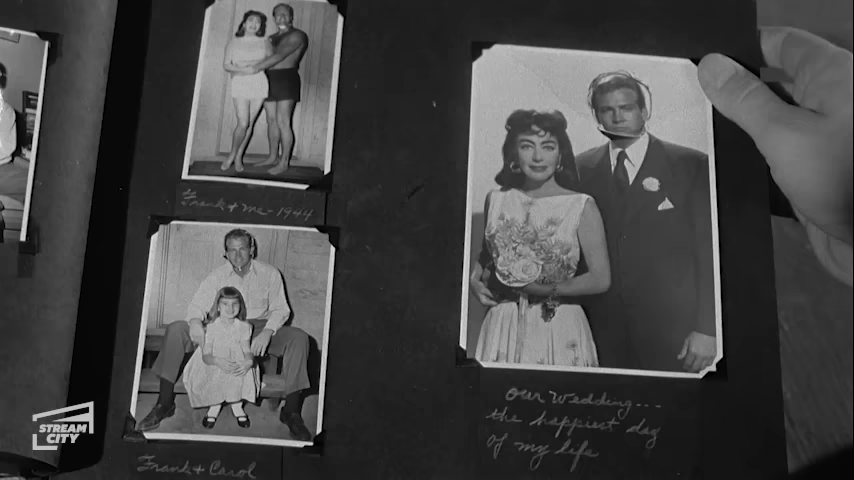 Frank + me - 1944
Frank + Carol
our wedding---
the happiest day
of my life
STREAM
CITY